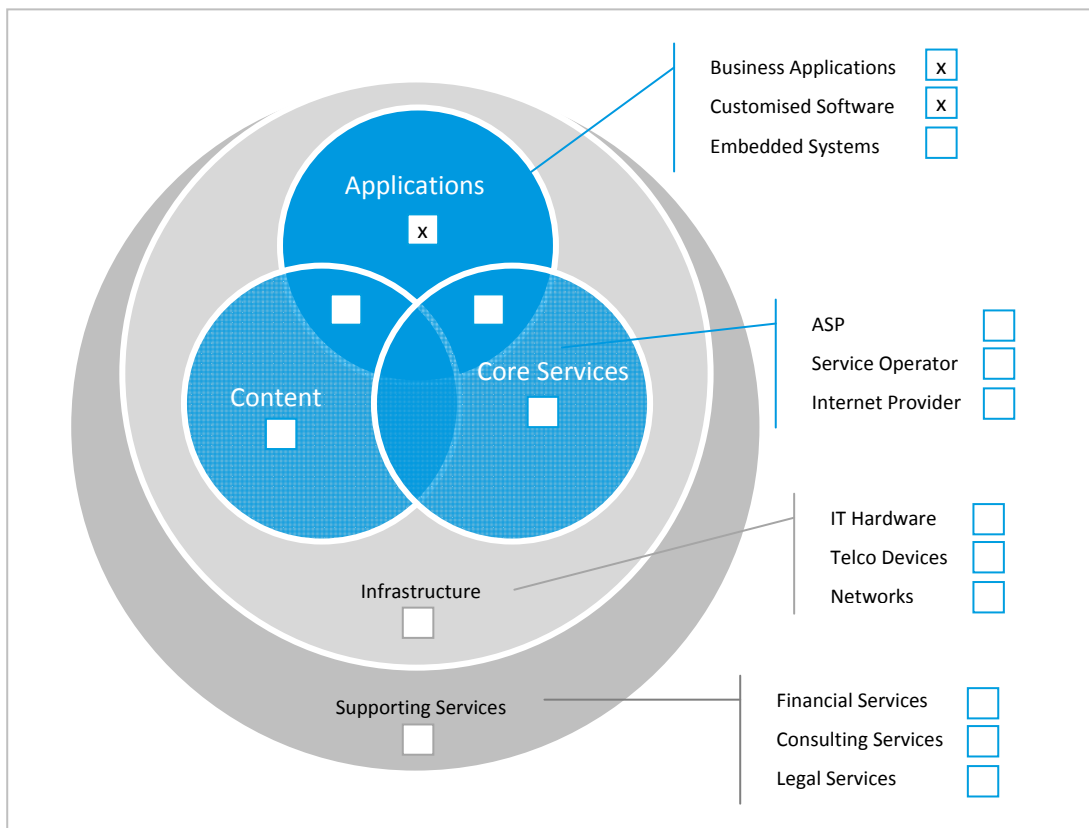 Business Applications x
Customised Software x
Embedded Systems
Applications
x
ASP
Service Operator
Core Services
Content
Internet Provider
IT Hardware
Telco Devices
Infrastructure
Networks
Supporting Services
Financial Services
Consulting Services
Legal Services